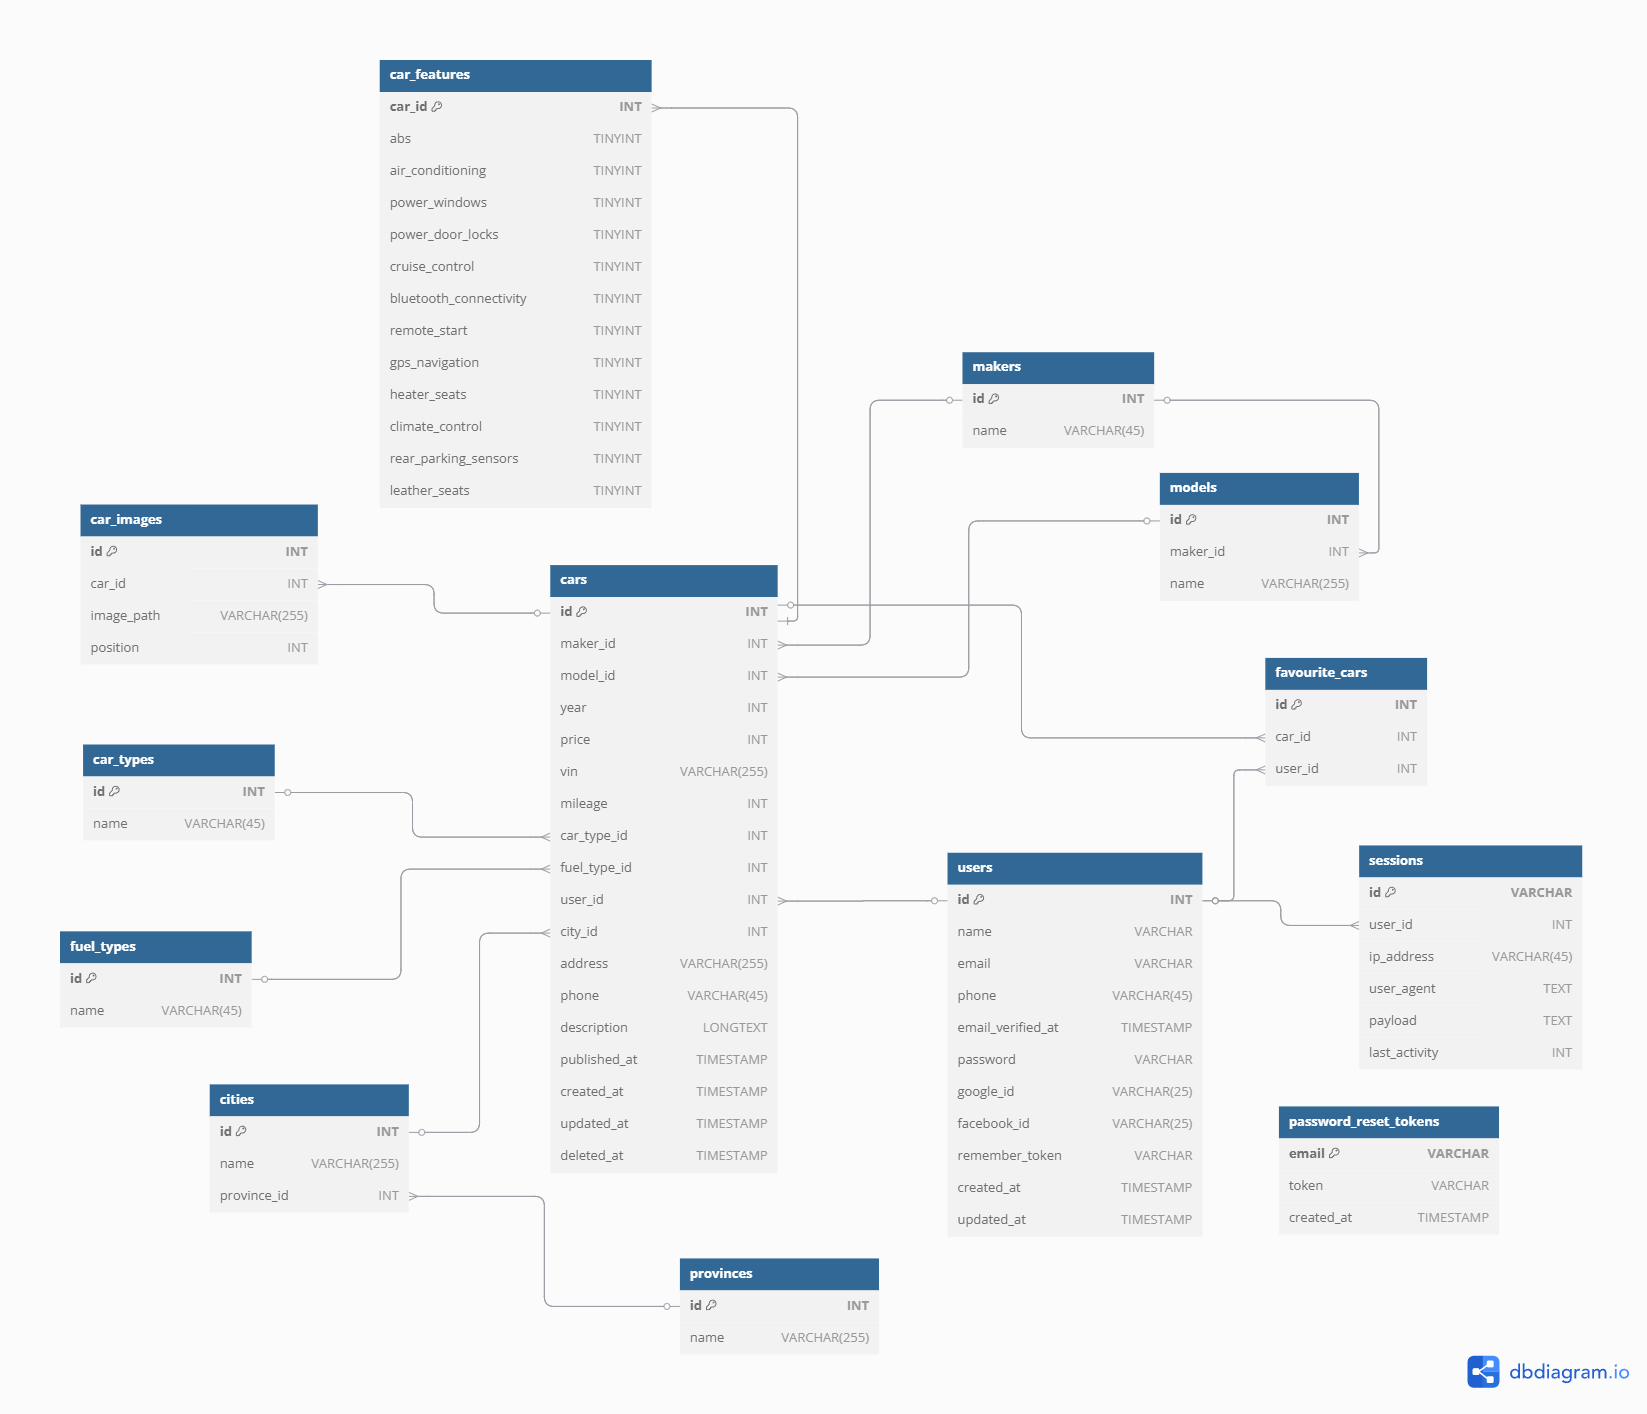 car_features
car_id INT
abs TINYINT
air_conditioning TINYINT
power_windows TINYINT
power_door_locks TINYINT
cruise_control TINYINT
bluetooth_connectivity TINYINT
remote_start TINYINT
gps_navigation TINYINT
heater_seats TINYINT
climate_control TINYINT
rear_parking_sensors TINYINT
leather_seats TINYINT
makers
id INT
name VARCHAR(45)
models
id INT
maker_id INT
name VARCHAR(255)
car_images
id INT
car_id INT
image_path VARCHAR(255)
position INT
cars
id INT
maker_id INT
model_id INT
year INT
price INT
vin VARCHAR(255)
mileage INT
car_type_id INT
fuel_type_id INT
user_id INT
city_id INT
address VARCHAR(255)
phone VARCHAR(45)
description LONGTEXT
published_at TIMESTAMP
created_at TIMESTAMP
updated_at TIMESTAMP
deleted_at TIMESTAMP
favourite_cars
id INT
car_id INT
user_id INT
car_types
id INT
name VARCHAR(45)
users
id INT
name VARCHAR
email VARCHAR
phone VARCHAR(45)
email_verified_at TIMESTAMP
password VARCHAR
google_id VARCHAR(25)
facebook_id VARCHAR(25)
remember_token VARCHAR
created_at TIMESTAMP
updated_at TIMESTAMP
sessions
id VARCHAR
user_id INT
ip_address VARCHAR(45)
user_agent TEXT
payload TEXT
last_activity INT
fuel_types
id INT
name VARCHAR(45)
cities
id INT
name VARCHAR(255)
province_id INT
password_reset_tokens
email VARCHAR
token VARCHAR
created_at TIMESTAMP
provinces
id INT
name VARCHAR(255)
dbdiagram.io